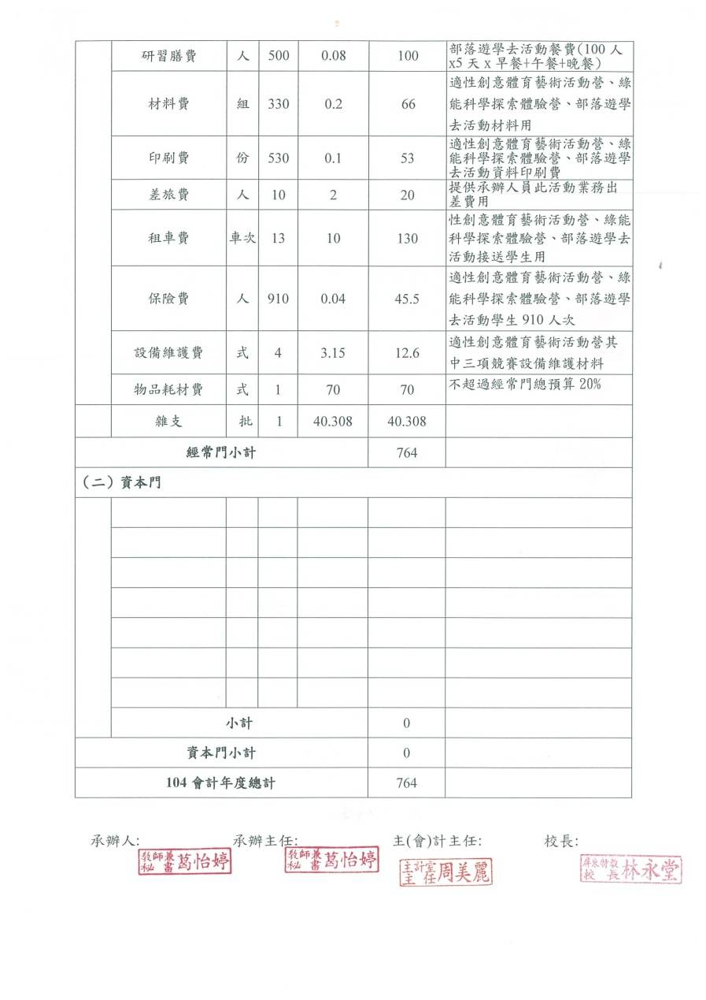 研習膳費 人 500 0.08 100 部落遊學去活動餐費(100 人
x5 天 x 早餐+午餐+晚餐)
材料費 組 330 0.2 66 適性創意體育藝術活動營、綠
能科學探索體驗營、部落遊學
去活動材料用
印刷費 份 530 0.1 53 適性創意體育藝術活動營、綠
能科學探索體驗營、部落遊學
去活動資料印刷費
差旅費 人 10 2 20 提供承辦人員此活動業務出
差費用
租車費 車次 13 10 130 性創意體育藝術活動營、綠能
科學探索體驗營、部落遊學去
活動接送學生用
保險費 人 910 0.04 45.5 適性創意體育藝術活動營、綠
能科學探索體驗營、部落遊學
去活動學生 910 人次
設備維護費 式 4 3.15 12.6 適性創意體育藝術活動營其
中三項競賽設備維護材料
物品耗材費 式 1 70 70 不超過經常門總預算 20%
雜支 批 1 40.308 40.308
經常門小計 764
（二）資本門
小計 0
資本門小計 0
104 會計年度總計 764
承辦人: 承辦主任: 主(會)計主任: 校長:
教師兼秘書 葛怡婷 教師兼秘書 葛怡婷 主計室主任 周美麗 屏東特教校長 林永堂